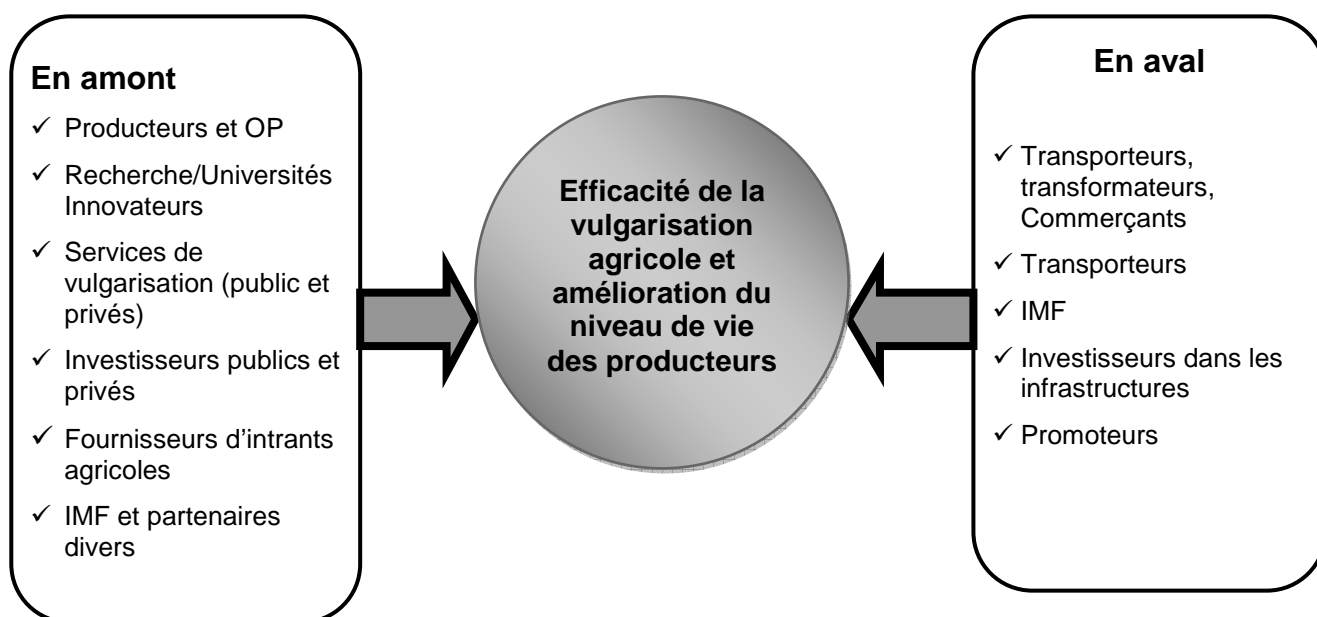 En amont
✓ Producteurs et OP
✓ Recherche/Universités
Innovateurs
✓ Services de
vulgarisation (public et
privés)
✓ Investisseurs publics et
privés
✓ Fournisseurs d'intrants
agricoles
✓ IMF et partenaires
divers
Efficacité de la
vulgarisation
agricole et
amélioration du
niveau de vie
des producteurs
En aval
✓ Transporteurs,
transformateurs,
Commerçants
✓ Transporteurs
✓ IMF
✓ Investisseurs dans les
infrastructures
✓ Promoteurs